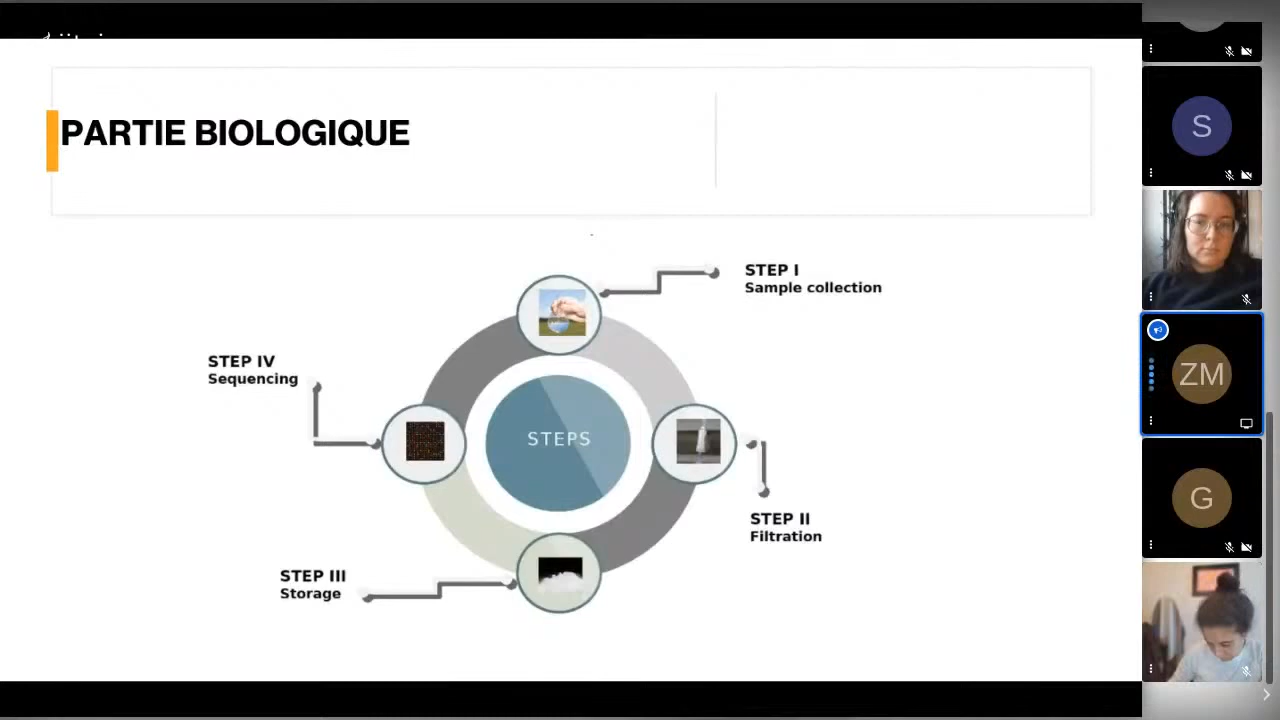 PARTIE BIOLOGIQUE
STEP I
Sample collection
STEP IV
Sequencing
STEPS
STEP II
Filtration
STEP III
Storage
S
ZM
G